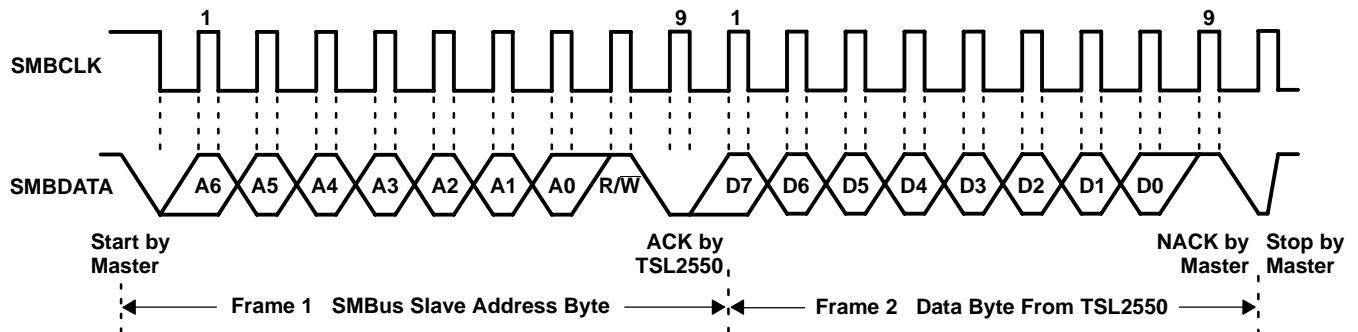 1 9 1 9
SMBCLK
SMBDATA A6 A5 A4 A3 A2 A1 A0 R/W̅ D7 D6 D5 D4 D3 D2 D1 D0
Start by
Master
ACK by
TSL2550
NACK by
Master
Stop by
Master
Frame 1 SMBus Slave Address Byte
Frame 2 Data Byte From TSL2550